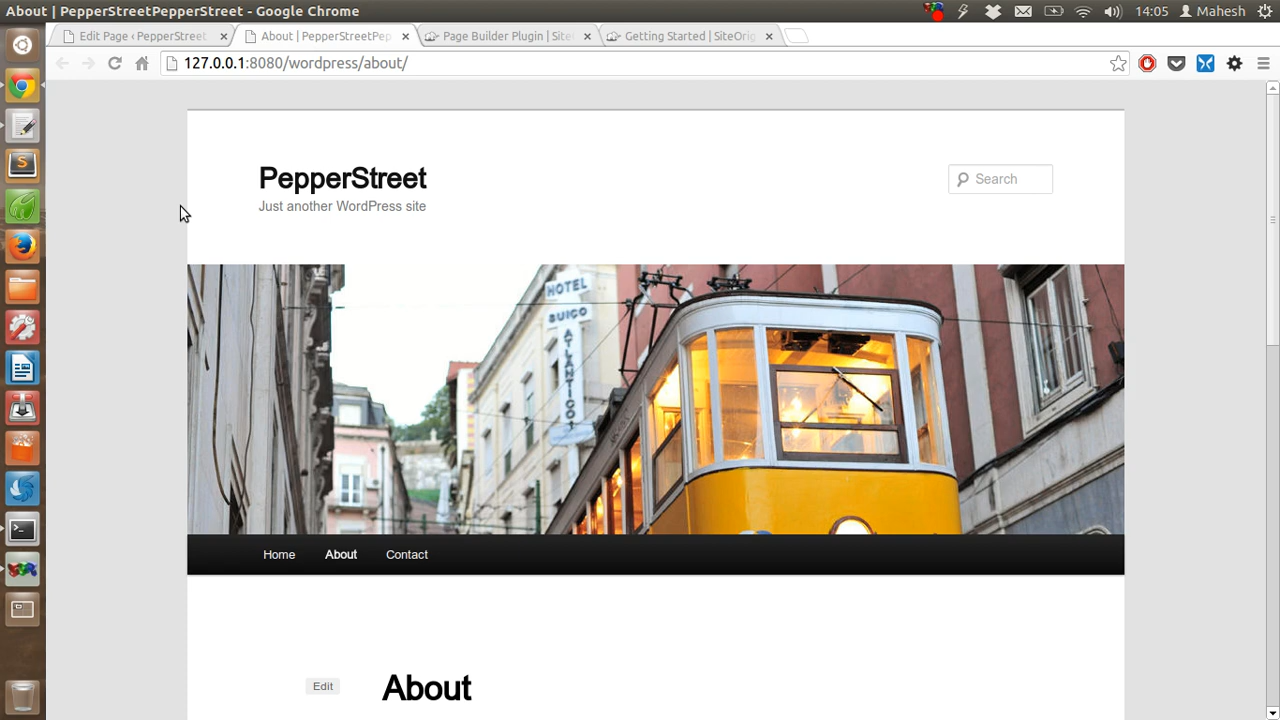 About | PepperStreetPepperStreet - Google Chrome
14:05 Mahesh
Edit Page ‹ PepperStreet
About | PepperStreetPep
Page Builder Plugin | Site
Getting Started | SiteOrig
127.0.0.1:8080/wordpress/about/
PepperStreet
Search
Just another WordPress site
HOTEL
SUICO
ATLANTICO
Home About Contact
Edit
About